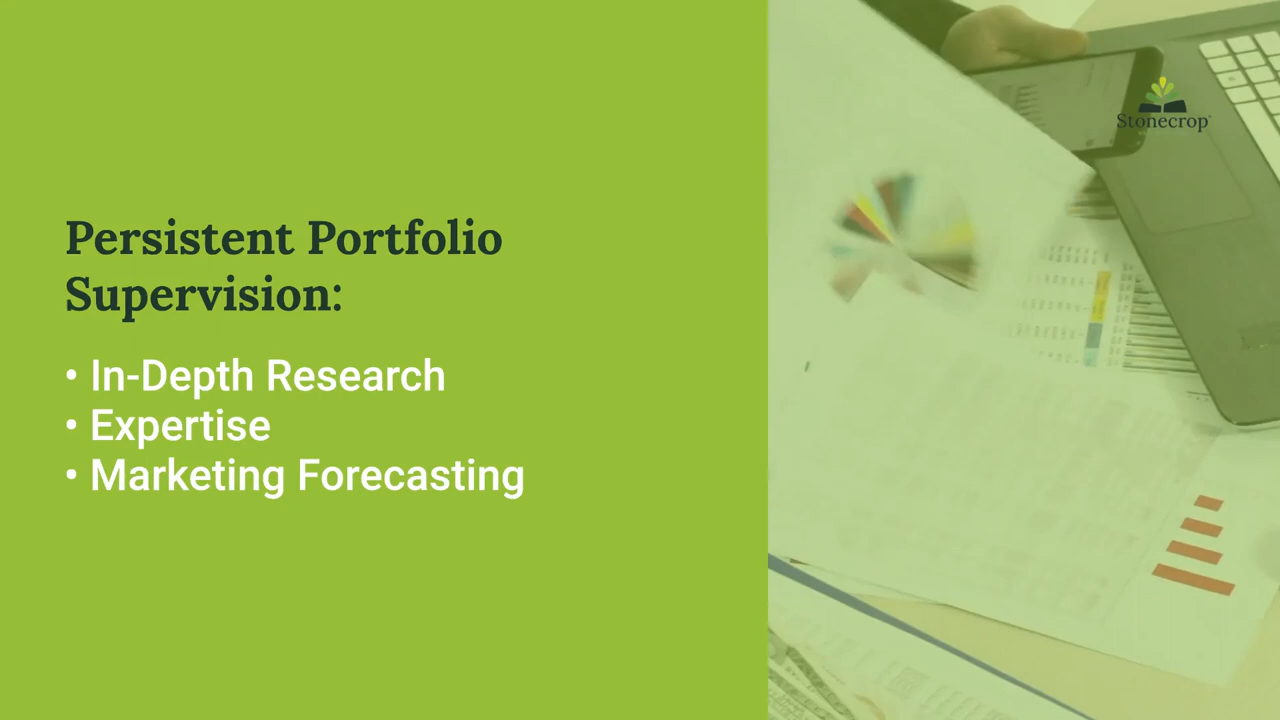 Stonecrop
Persistent Portfolio
Supervision:
• In-Depth Research
• Expertise
• Marketing Forecasting